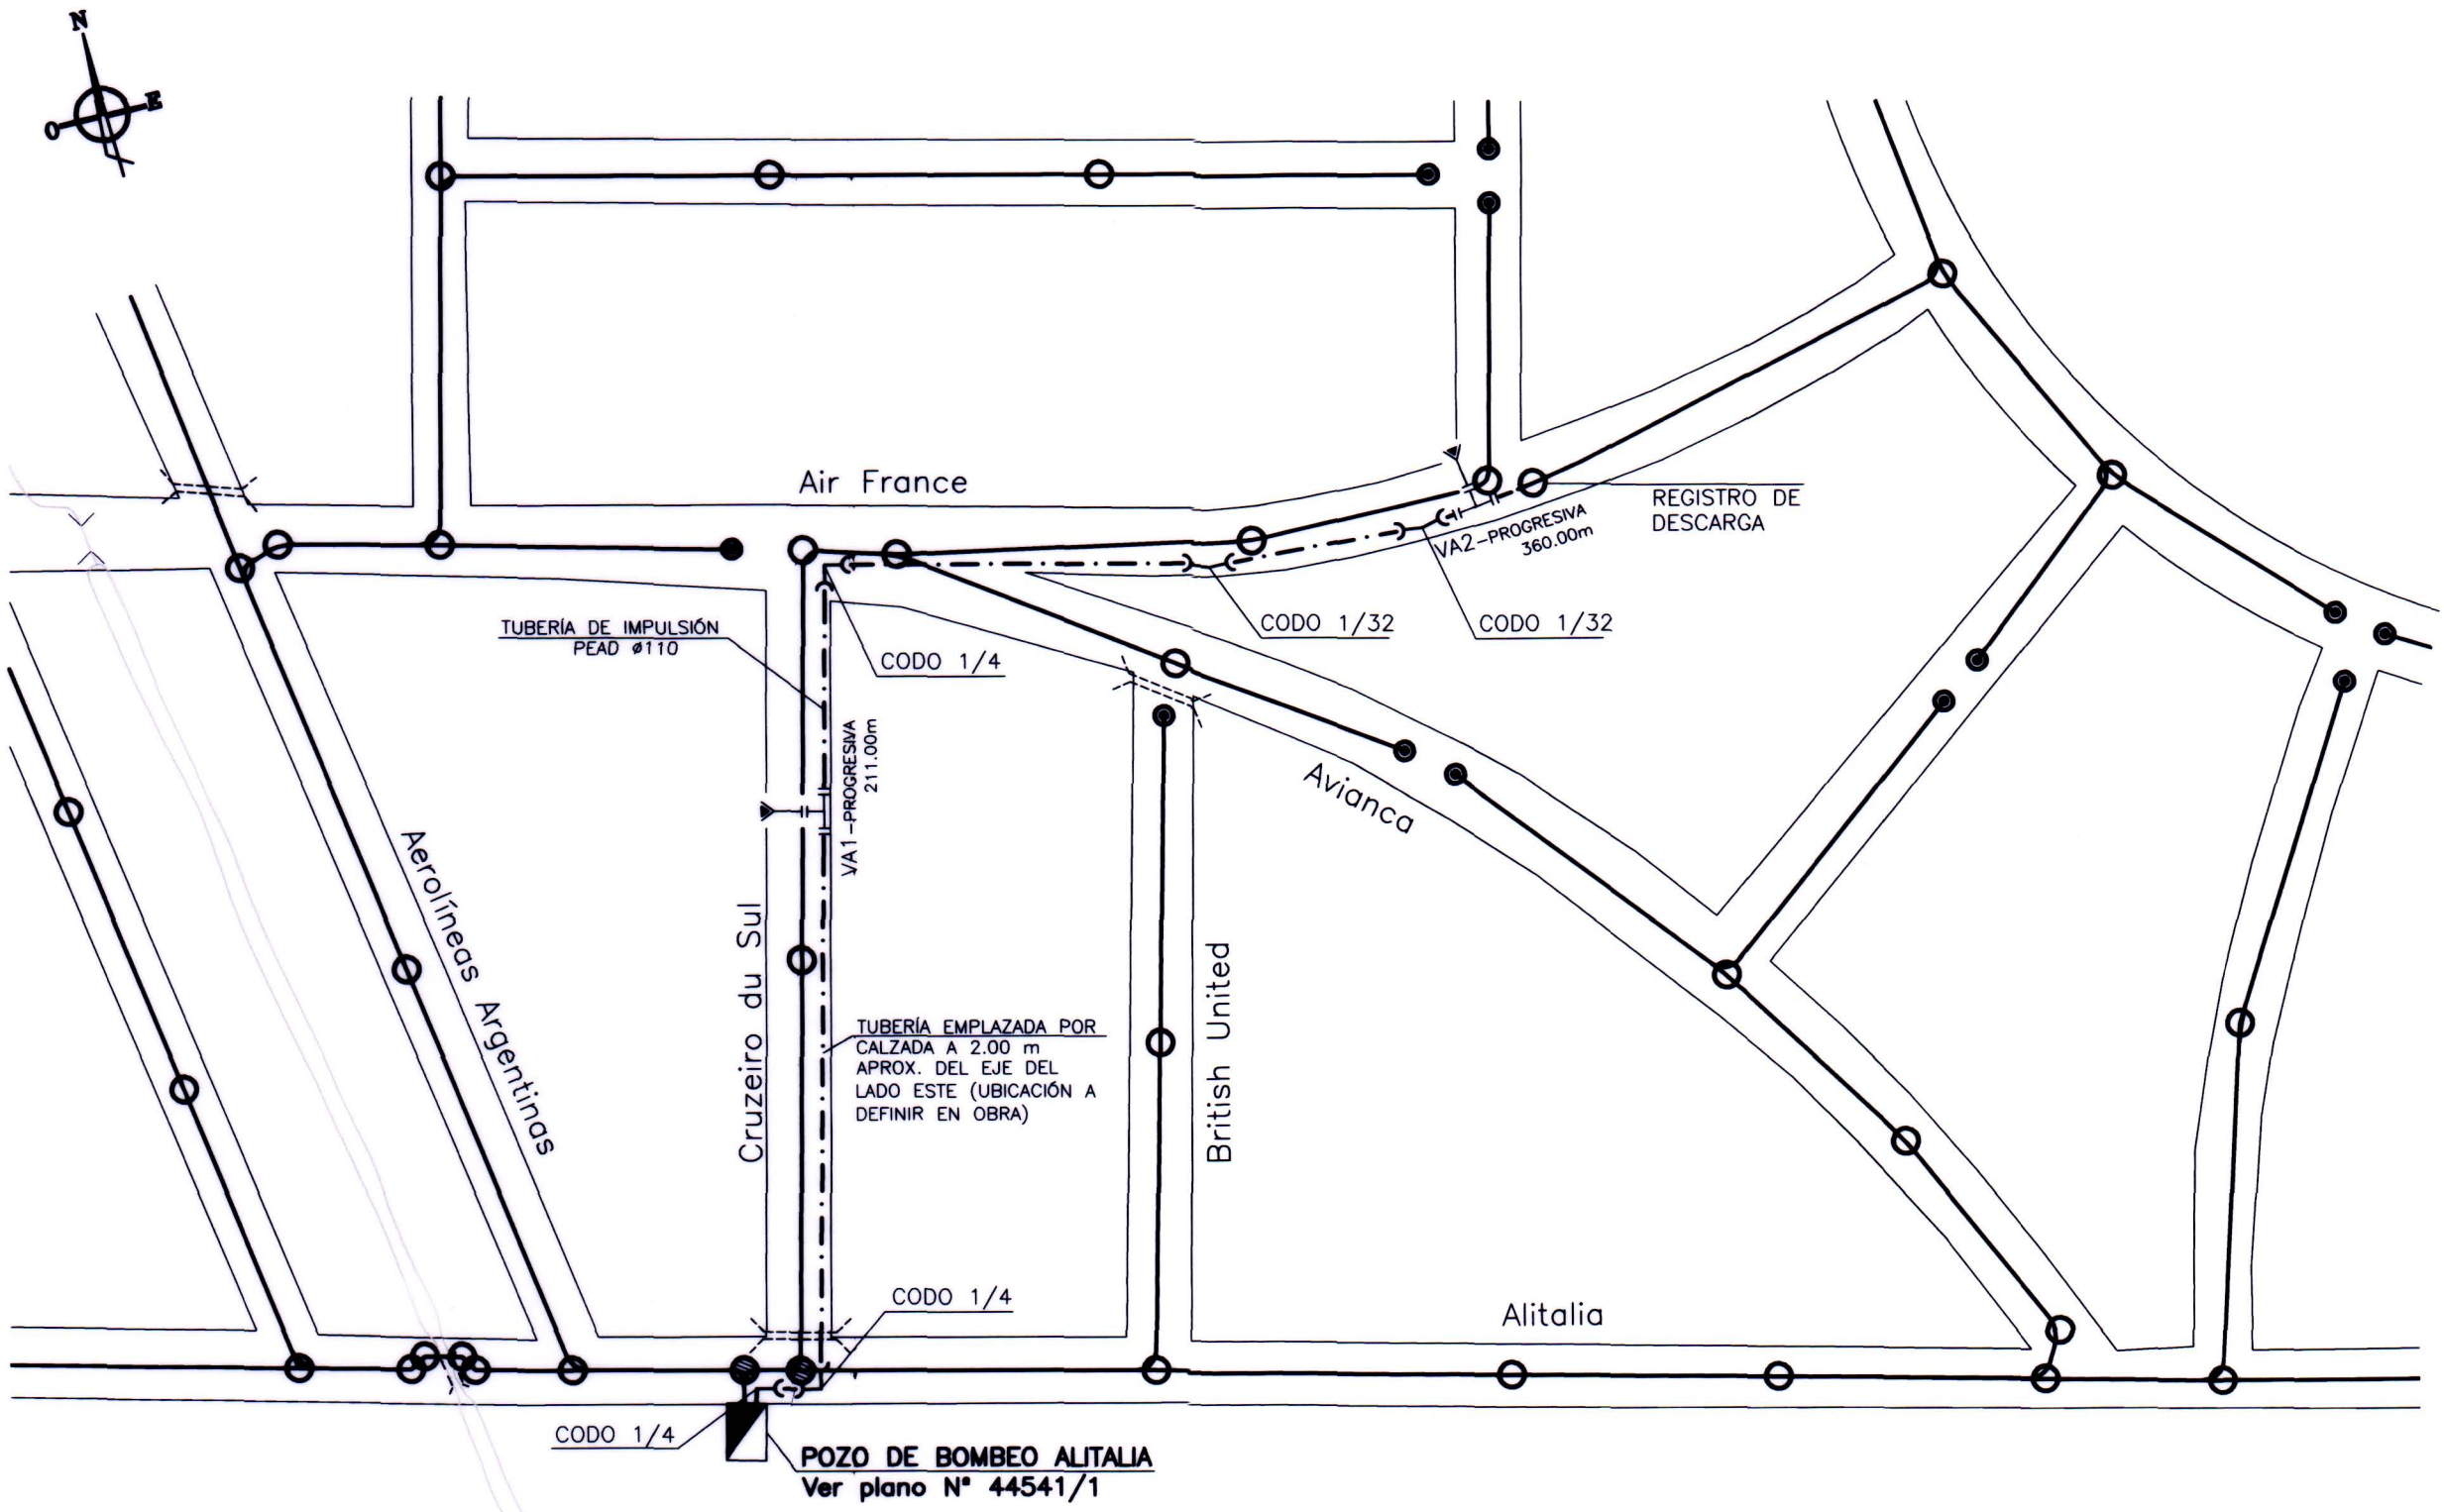 N
E
O
Air France
REGISTRO DE
DESCARGA
VA2-PROGRESIVA
360.00m
CODO 1/32
CODO 1/32
TUBERÍA DE IMPULSIÓN
PEAD ø110
CODO 1/4
VA1-PROGRESIVA
211.00m
Avianca
Aerolíneas Argentinas
Cruzeiro du Sul
British United
TUBERÍA EMPLAZADA POR
CALZADA A 2.00 m
APROX. DEL EJE DEL
LADO ESTE (UBICACIÓN A
DEFINIR EN OBRA)
CODO 1/4
Alitalia
CODO 1/4
POZO DE BOMBEO ALITALIA
Ver plano Nº 44541/1